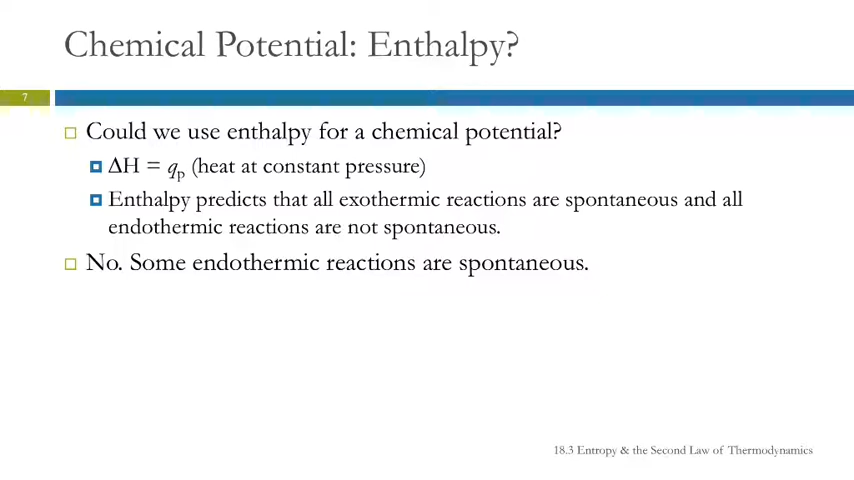 Chemical Potential: Enthalpy?
7
Could we use enthalpy for a chemical potential?
ΔH = qp (heat at constant pressure)
Enthalpy predicts that all exothermic reactions are spontaneous and all
endothermic reactions are not spontaneous.
No. Some endothermic reactions are spontaneous.
18.3 Entropy & the Second Law of Thermodynamics